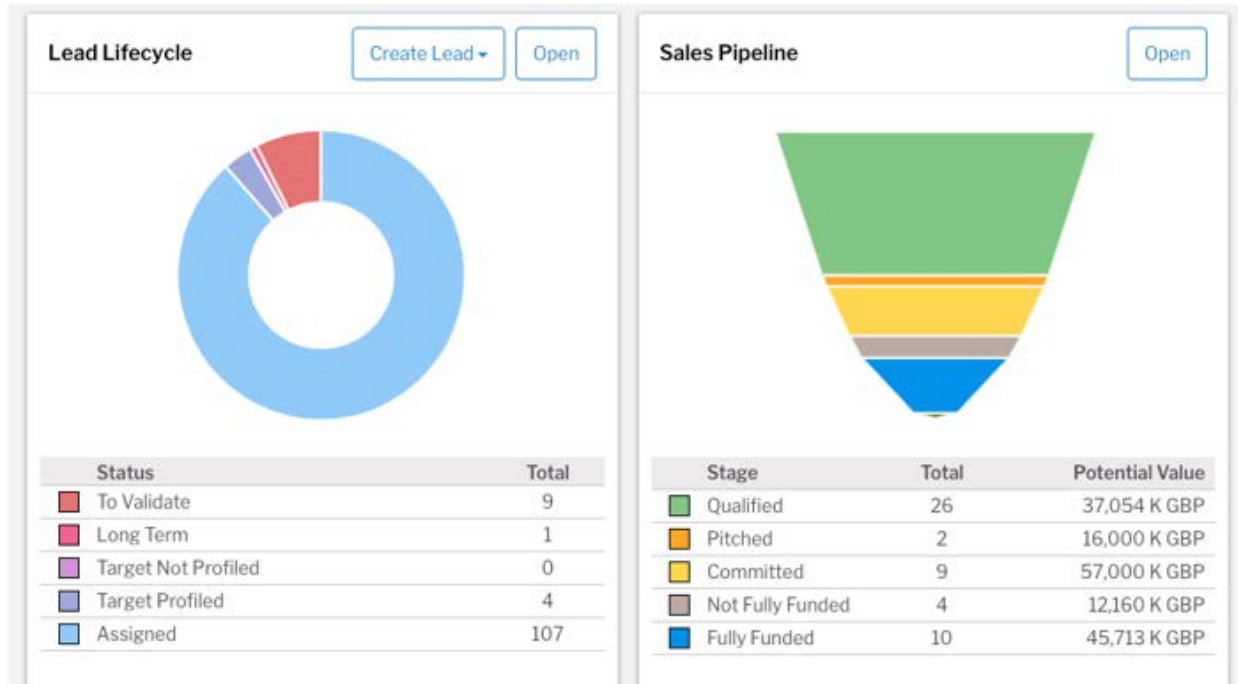 Lead Lifecycle Create Lead Open
Status Total
To Validate 9
Long Term 1
Target Not Profiled 0
Target Profiled 4
Assigned 107
Sales Pipeline Open
Stage Total Potential Value
Qualified 26 37,054 K GBP
Pitched 2 16,000 K GBP
Committed 9 57,000 K GBP
Not Fully Funded 4 12,160 K GBP
Fully Funded 10 45,713 K GBP